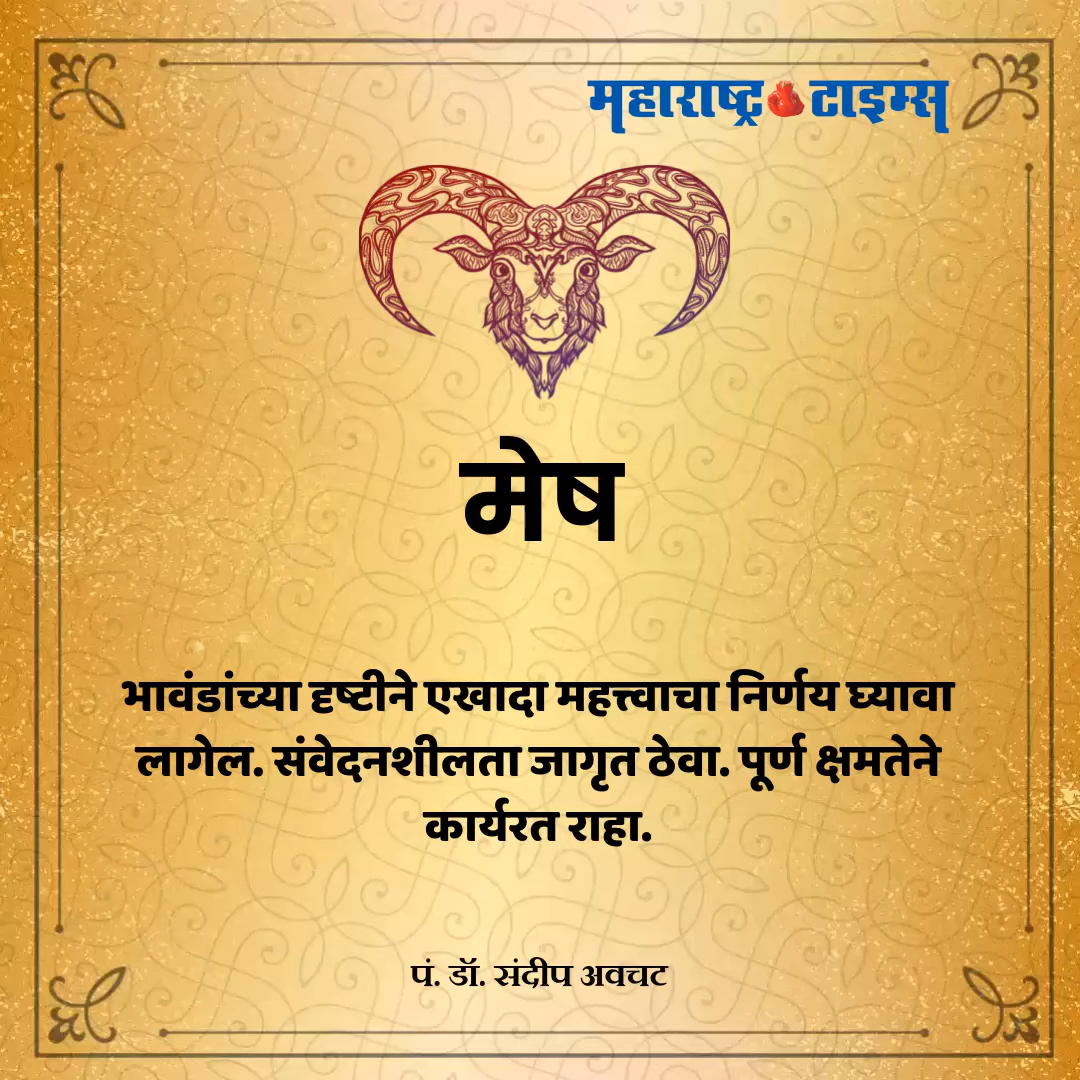 महाराष्ट्र टाइम्स
मेष
भावंडांच्या दृष्टीने एखादा महत्त्वाचा निर्णय घ्यावा
लागेल. संवेदनशीलता जागृत ठेवा. पूर्ण क्षमतेने
कार्यरत राहा.
पं. डॉ. संदीप अवचट